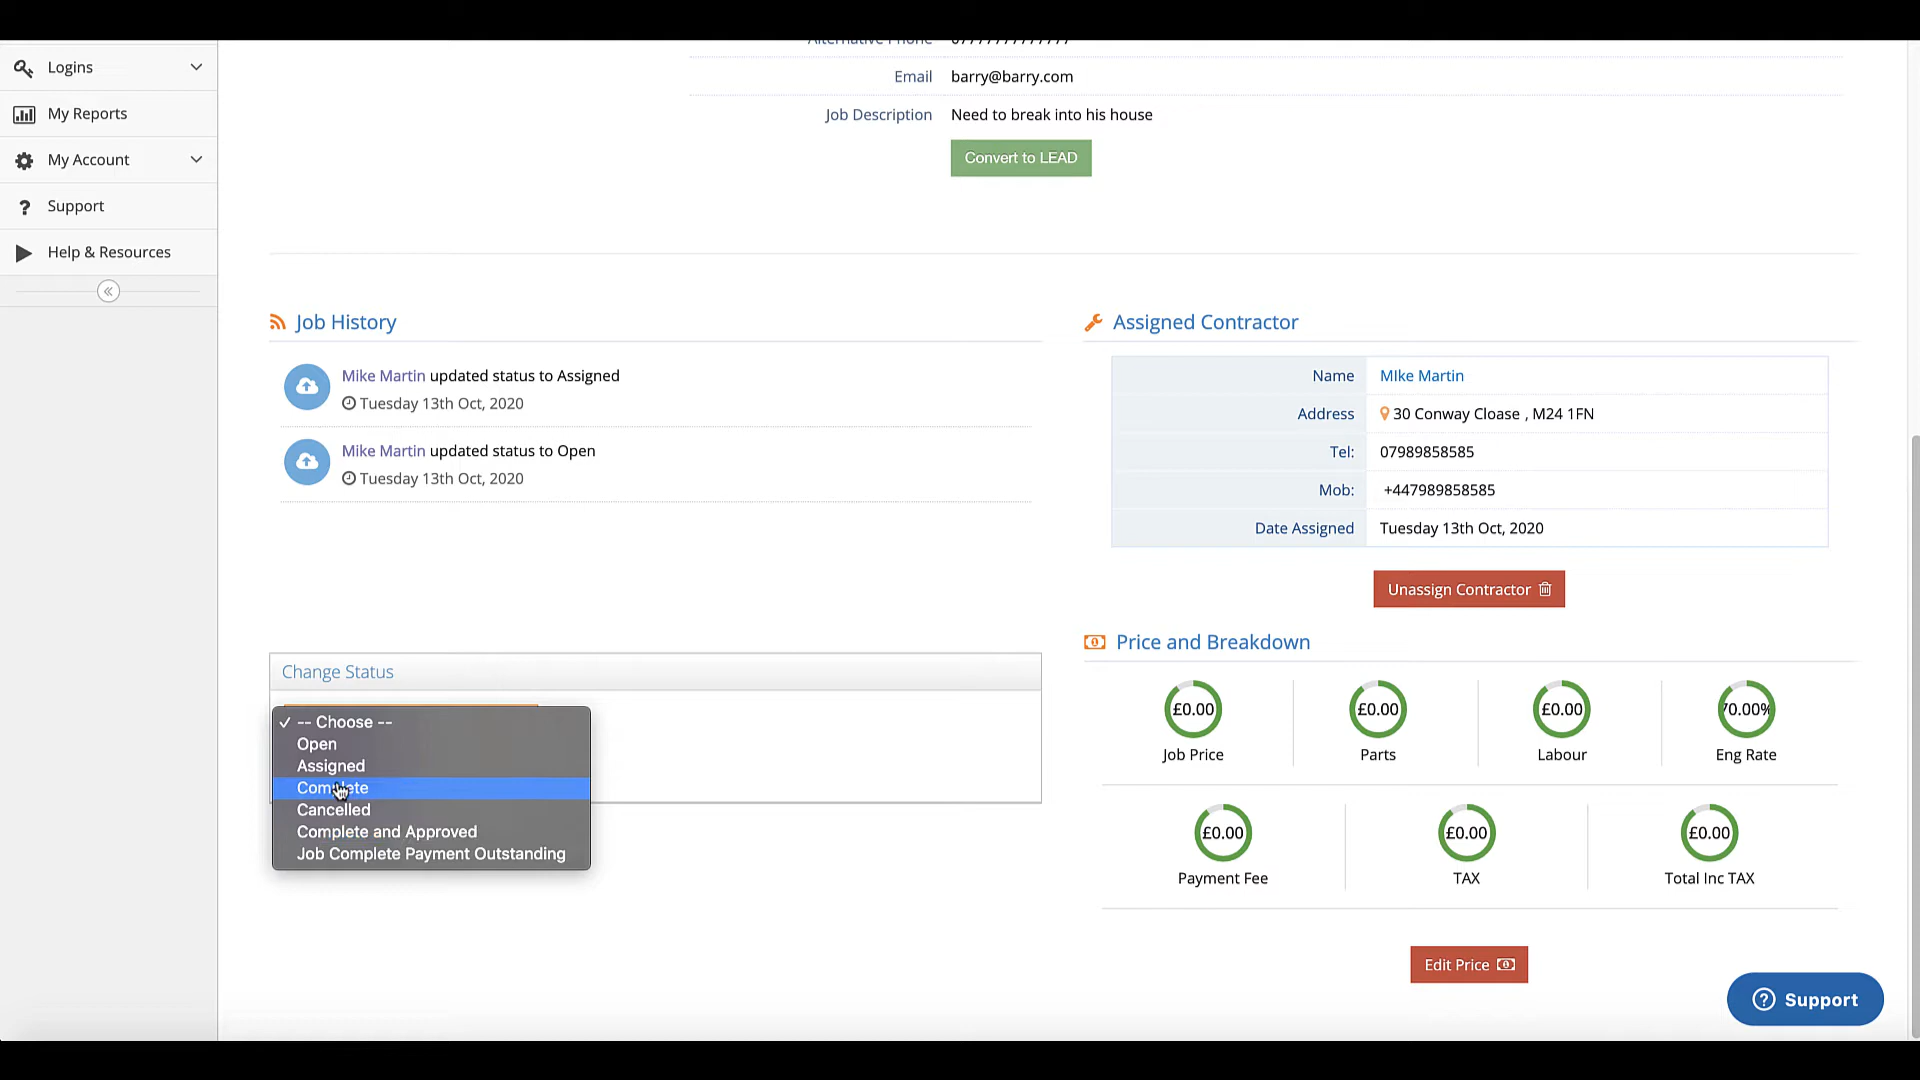 Logins
My Reports
My Account
Support
Help & Resources
Email barry@barry.com
Job Description Need to break into his house
Convert to LEAD
Job History
Mike Martin updated status to Assigned
Tuesday 13th Oct, 2020
Mike Martin updated status to Open
Tuesday 13th Oct, 2020
Assigned Contractor
Name MIke Martin
Address 30 Conway Cloase , M24 1FN
Tel: 07989858585
Mob: +447989858585
Date Assigned Tuesday 13th Oct, 2020
Unassign Contractor
Change Status
✓ -- Choose --
Open
Assigned
Complete
Cancelled
Complete and Approved
Job Complete Payment Outstanding
Price and Breakdown
£0.00 £0.00 £0.00 70.00%
Job Price Parts Labour Eng Rate
£0.00 £0.00 £0.00
Payment Fee TAX Total Inc TAX
Edit Price
Support